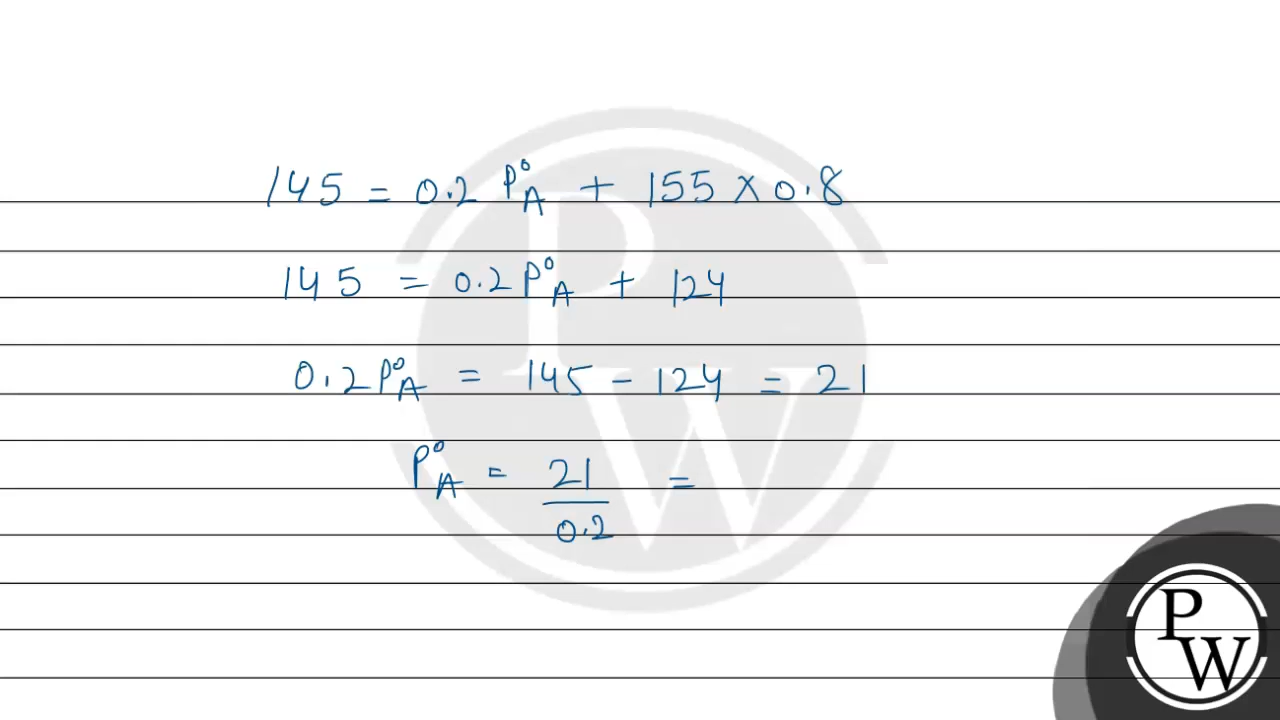 145 = 0.2 P°A + 155 × 0.8
145 = 0.2 P°A + 124
0.2 P°A = 145 - 124 = 21
P°A = 21/0.2 =
PW
PW